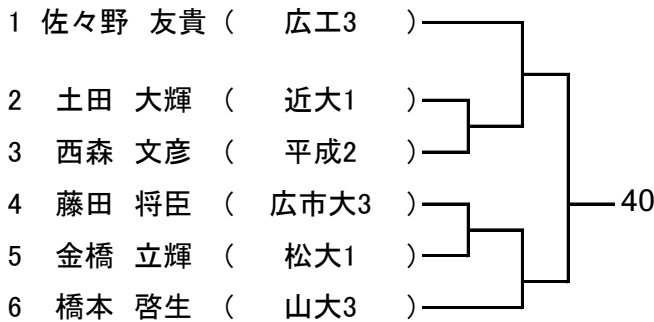 1 佐々野 友貴 ( 広工3 )
2 土田 大輝 ( 近大1 )
3 西森 文彦 ( 平成2 )
4 藤田 将臣 ( 広市大3 )
40
5 金橋 立輝 ( 松大1 )
6 橋本 啓生 ( 山大3 )